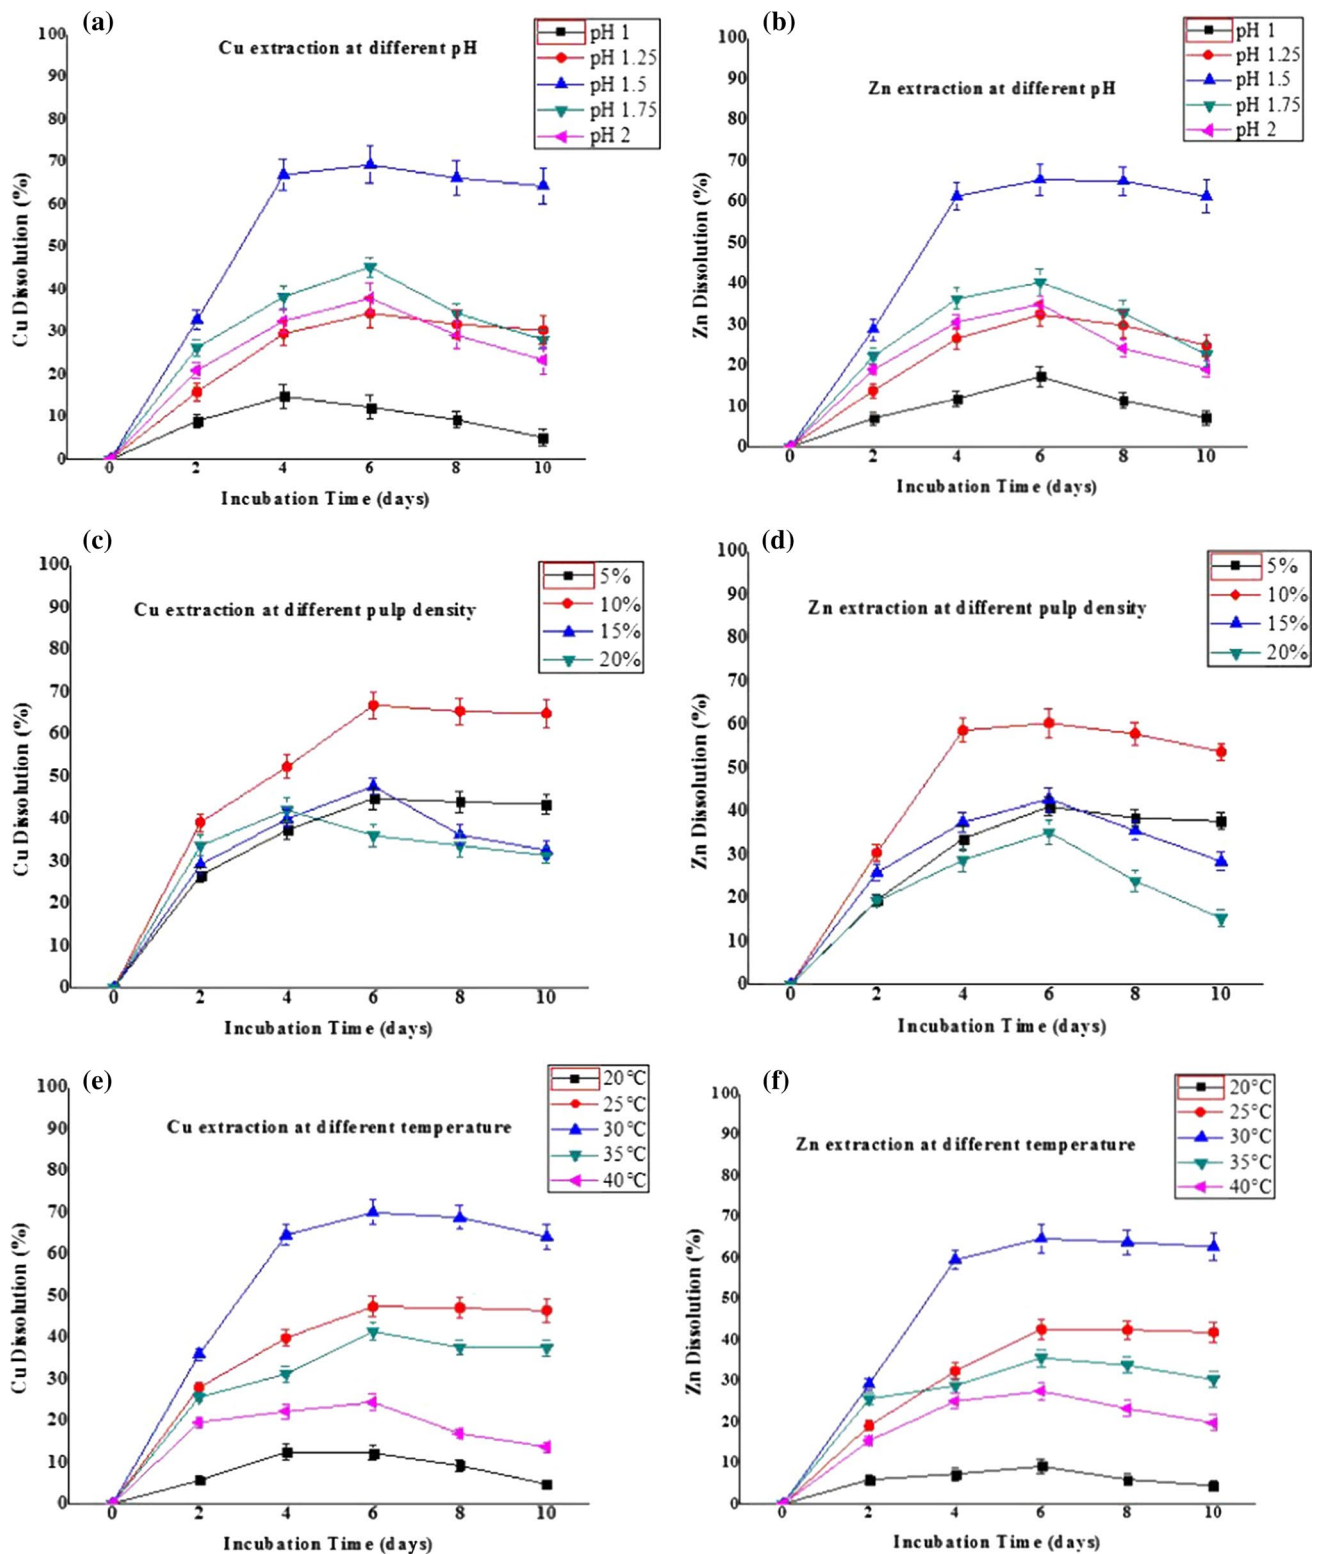 (a)
Cu extraction at different pH
pH 1
pH 1.25
pH 1.5
pH 1.75
pH 2
100
90
80
70
60
50
40
30
20
10
0
Cu Dissolution (%)
0 2 4 6 8 10
Incubation Time (days)
(b)
Zn extraction at different pH
pH 1
pH 1.25
pH 1.5
pH 1.75
pH 2
100
90
80
70
60
50
40
30
20
10
0
Zn Dissolution (%)
0 2 4 6 8 10
Incubation Time (days)
(c)
Cu extraction at different pulp density
5%
10%
15%
20%
100
90
80
70
60
50
40
30
20
10
0
Cu Dissolution (%)
0 2 4 6 8 10
Incubation Time (days)
(d)
Zn extraction at different pulp density
5%
10%
15%
20%
100
90
80
70
60
50
40
30
20
10
0
Zn Dissolution (%)
0 2 4 6 8 10
Incubation Time (days)
(e)
Cu extraction at different temperature
20°C
25°C
30°C
35°C
40°C
100
90
80
70
60
50
40
30
20
10
0
Cu Dissolution (%)
0 2 4 6 8 10
Incubation Time (days)
(f)
Zn extraction at different temperature
20°C
25°C
30°C
35°C
40°C
100
90
80
70
60
50
40
30
20
10
0
Zn Dissolution (%)
0 2 4 6 8 10
Incubation Time (days)